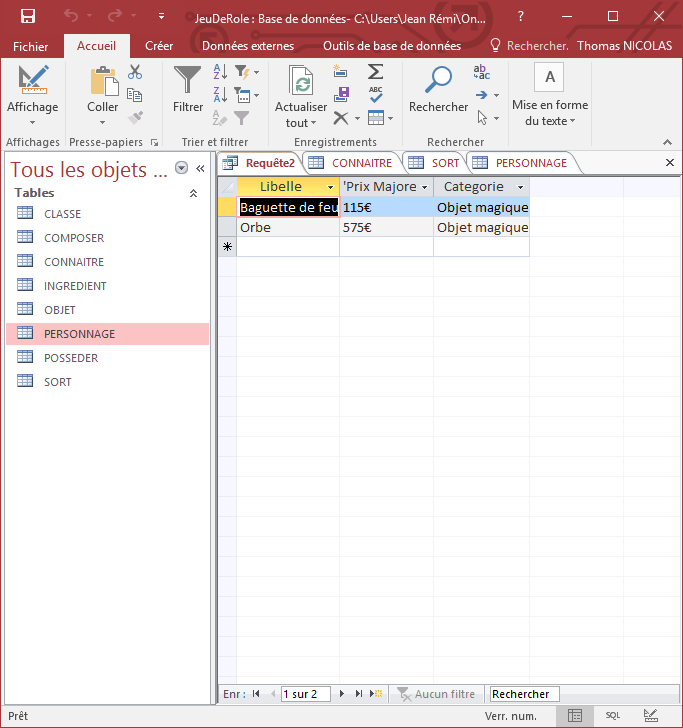 JeuDeRole : Base de données- C:\Users\Jean Rémi\On...
?
Fichier Accueil Créer Données externes Outils de base de données Rechercher. Thomas NICOLAS
Affichage Coller Filtrer Actualiser tout Rechercher Mise en forme du texte
Affichages Presse-papiers Trier et filtrer Enregistrements Rechercher
Tous les objets ...
Requête2 CONNAITRE SORT PERSONNAGE
Tables
CLASSE
COMPOSER
CONNAITRE
INGREDIENT
OBJET
PERSONNAGE
POSSEDER
SORT
Libelle 'Prix Majore Categorie
Baguette de feu 115€ Objet magique
Orbe 575€ Objet magique
Enr : 1 sur 2 Aucun filtre Rechercher
Prêt Verr. num. SQL